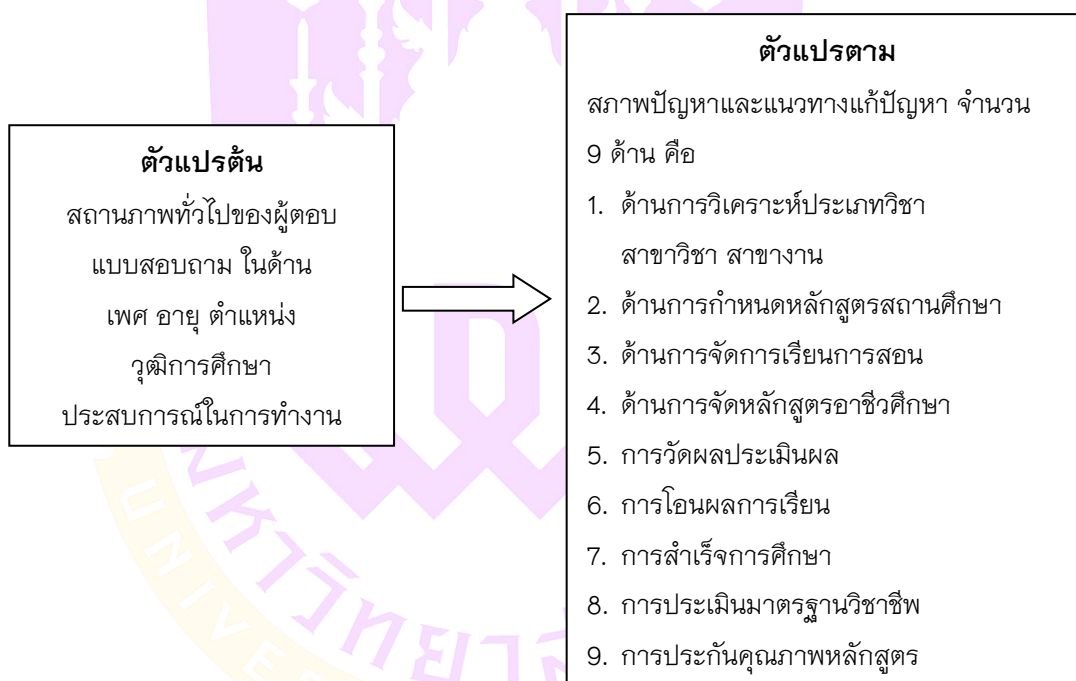 ตัวแปรต้น
สถานภาพทั่วไปของผู้ตอบ
แบบสอบถาม ในด้าน
เพศ อายุ ตำแหน่ง
วุฒิการศึกษา
ประสบการณ์ในการทำงาน
ตัวแปรตาม
สภาพปัญหาและแนวทางแก้ปัญหา จำนวน
9 ด้าน คือ
1. ด้านการวิเคราะห์ประเภทวิชา
สาขาวิชา สาขางาน
2. ด้านการกำหนดหลักสูตรสถานศึกษา
3. ด้านการจัดการเรียนการสอน
4. ด้านการจัดหลักสูตรอาชีวศึกษา
5. การวัดผลประเมินผล
6. การโอนผลการเรียน
7. การสำเร็จการศึกษา
8. การประเมินมาตรฐานวิชาชีพ
9. การประกันคุณภาพหลักสูตร